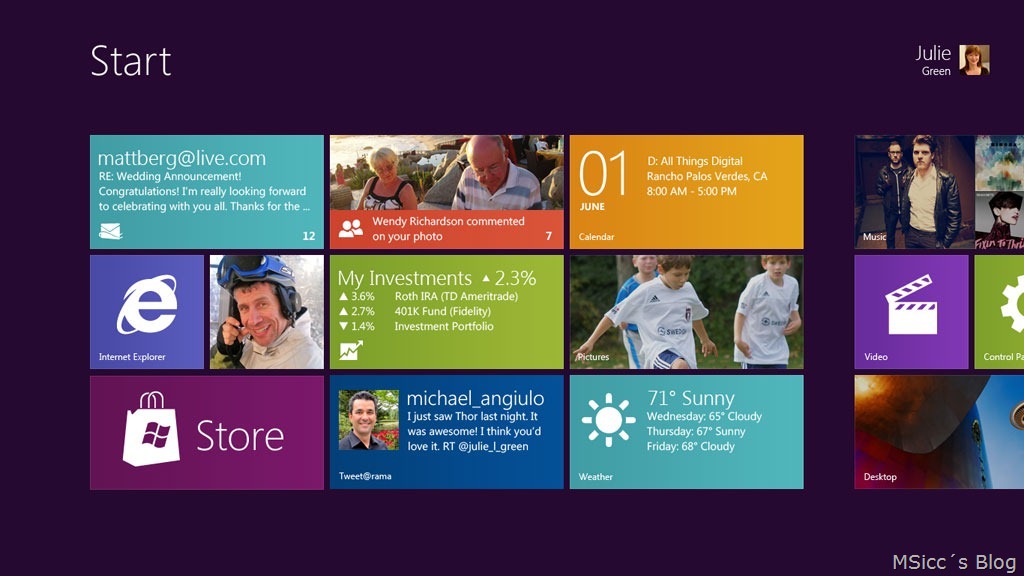 Start
Julie
Green
mattberg@live.com
RE: Wedding Announcement!
Congratulations! I'm really looking forward
to celebrating with you all. Thanks for the ...
12
Wendy Richardson commented
on your photo
7
01
JUNE
D: All Things Digital
Rancho Palos Verdes, CA
8:00 AM - 5:00 PM
Calendar
Music
FIXIN TO THRILL
Internet Explorer
My Investments ▲ 2.3%
▲ 3.6% Roth IRA (TD Ameritrade)
▲ 2.7% 401K Fund (Fidelity)
▼ 1.4% Investment Portfolio
SWEDEN
Pictures
Video
Control Pa
Store
michael_angiulo
I just saw Thor last night. It
was awesome! I think you'd
love it. RT @julie_l_green
Tweet@rama
71° Sunny
Wednesday: 65° Cloudy
Thursday: 67° Sunny
Friday: 68° Cloudy
Weather
Desktop
MSicc´s Blog